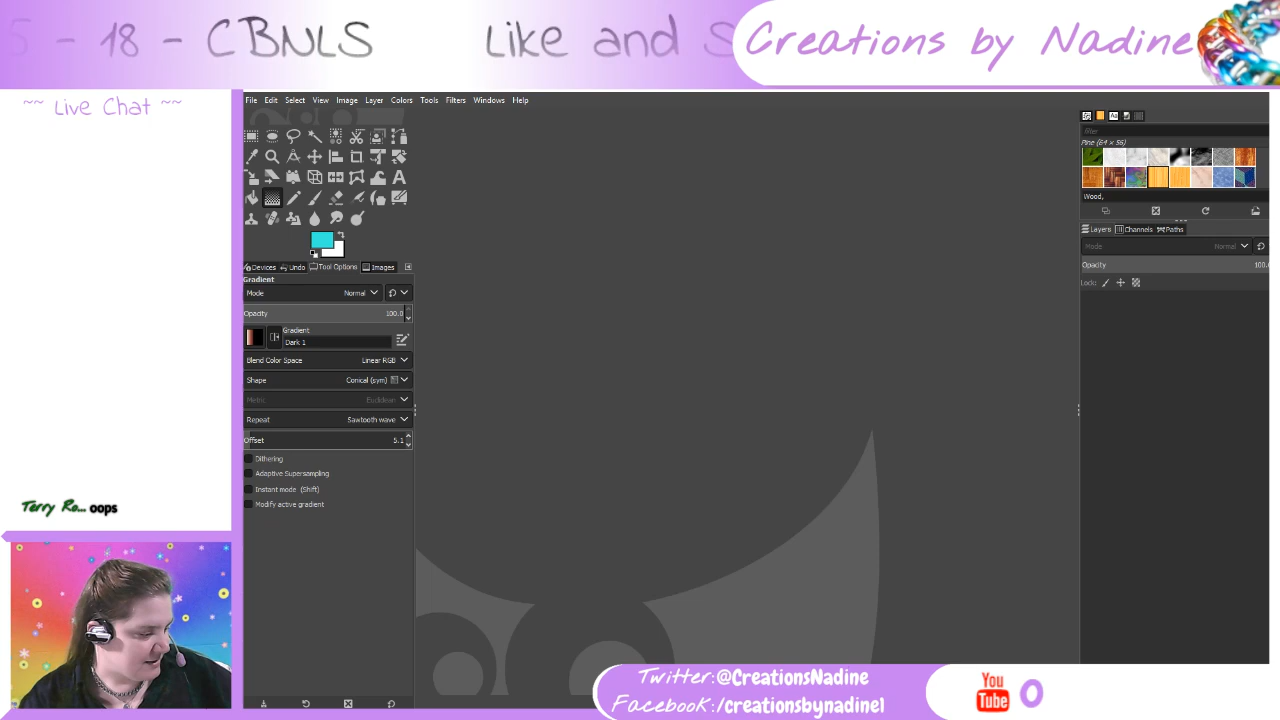 S - 18 - CBNLS Like and S
Creations by Nadine
~~ Live Chat ~~
File Edit Select View Image Layer Colors Tools Filters Windows Help
filter
Pine (64 × 56)
Wood,
Layers Channels Paths
Mode Normal
Opacity 100.
Lock:
Devices Undo Tool Options Images
Gradient
Mode Normal
Opacity 100.0
Gradient
Dark 1
Blend Color Space Linear RGB
Shape Conical (sym)
Metric Euclidean
Repeat Sawtooth wave
Offset 5.1
Dithering
Adaptive Supersampling
Instant mode (Shift)
Modify active gradient
Terry Ro... oops
Twitter:@CreationsNadine
Facebook:/creationsbynadine1
You
Tube
0